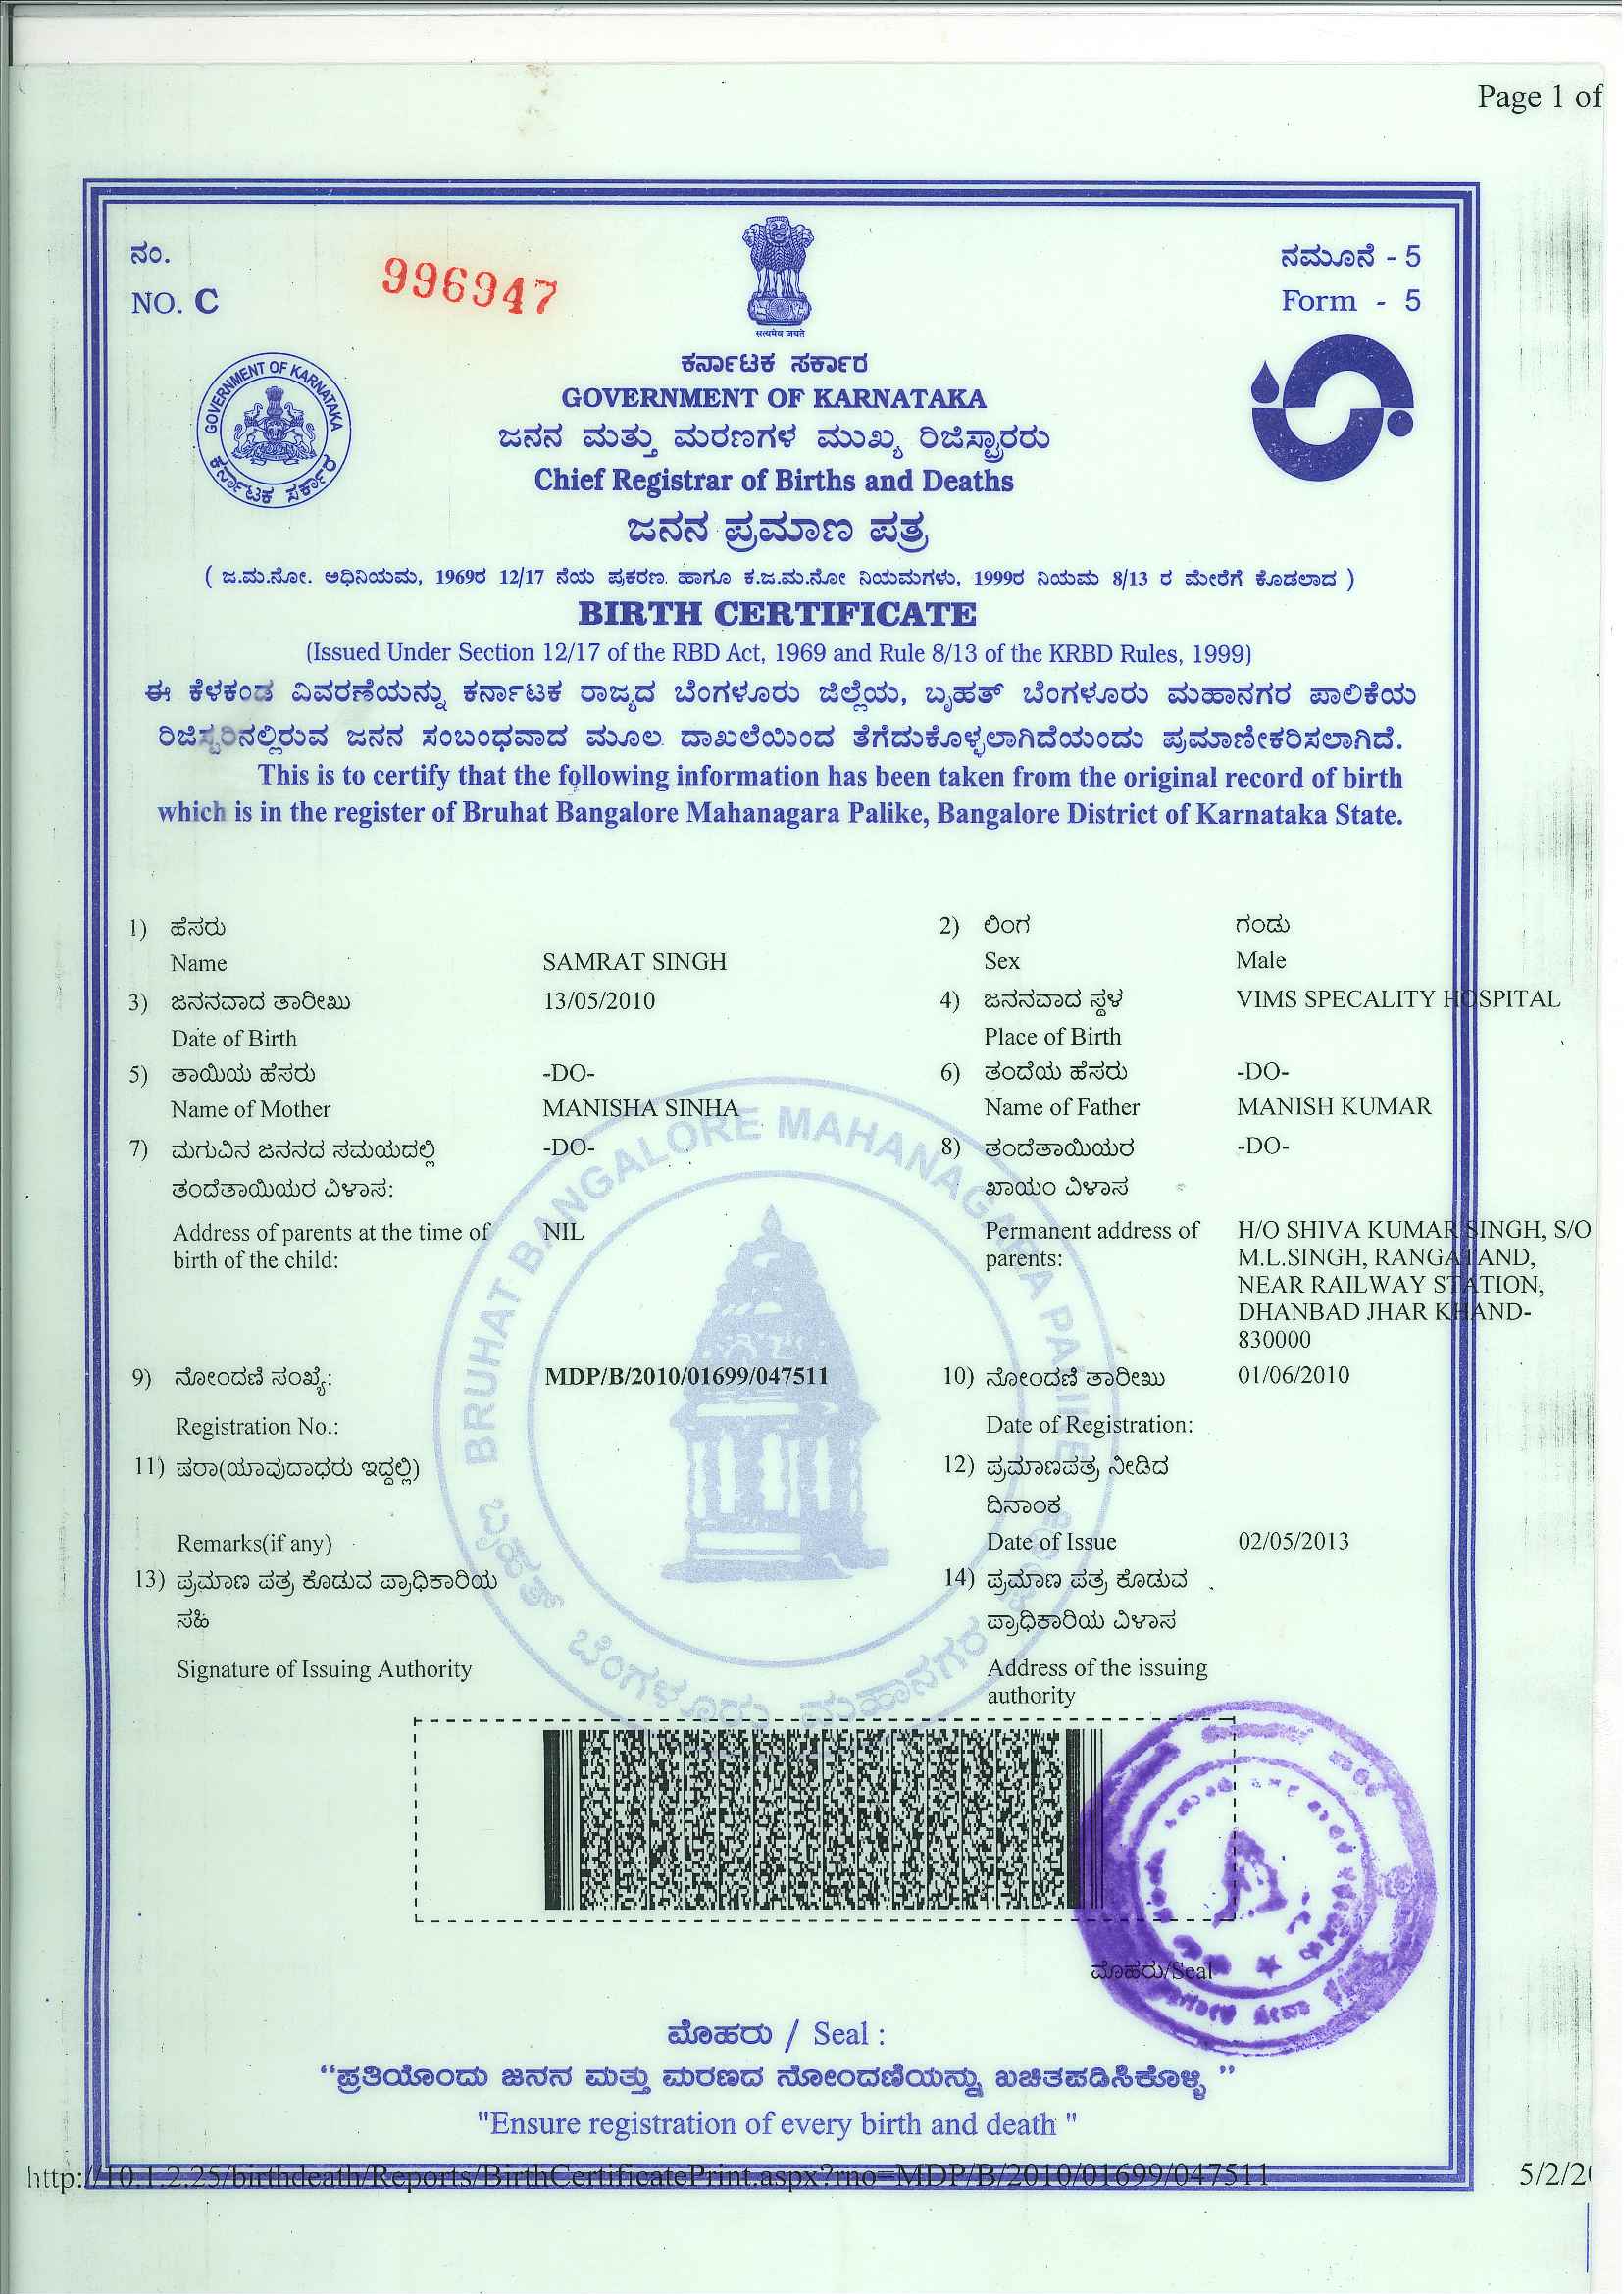 Page 1 of
ನಂ.
NO. C 996947
ನಮೂನೆ - 5
Form - 5
सत्यमेव जयते
GOVERNMENT OF KARNATAKA
ಕರ್ನಾಟಕ ಸರ್ಕಾರ
ಕರ್ನಾಟಕ ಸರ್ಕಾರ
GOVERNMENT OF KARNATAKA
ಜನನ ಮತ್ತು ಮರಣಗಳ ಮುಖ್ಯ ರಿಜಿಸ್ಟ್ರಾರರು
Chief Registrar of Births and Deaths
ಜನನ ಪ್ರಮಾಣ ಪತ್ರ
( ಜ.ಮ.ನೋ. ಅಧಿನಿಯಮ, 1969ರ 12/17 ನೆಯ ಪ್ರಕರಣ ಹಾಗೂ ಕ.ಜ.ಮ.ನೋ ನಿಯಮಗಳು, 1999ರ ನಿಯಮ 8/13 ರ ಮೇರೆಗೆ ಕೊಡಲಾದ )
BIRTH CERTIFICATE
(Issued Under Section 12/17 of the RBD Act, 1969 and Rule 8/13 of the KRBD Rules, 1999)
ಈ ಕೆಳಕಂಡ ವಿವರಣೆಯನ್ನು ಕರ್ನಾಟಕ ರಾಜ್ಯದ ಬೆಂಗಳೂರು ಜಿಲ್ಲೆಯ, ಬೃಹತ್ ಬೆಂಗಳೂರು ಮಹಾನಗರ ಪಾಲಿಕೆಯ
ರಿಜಿಸ್ಟರಿನಲ್ಲಿರುವ ಜನನ ಸಂಬಂಧವಾದ ಮೂಲ ದಾಖಲೆಯಿಂದ ತೆಗೆದುಕೊಳ್ಳಲಾಗಿದೆಯೆಂದು ಪ್ರಮಾಣೀಕರಿಸಲಾಗಿದೆ.
This is to certify that the following information has been taken from the original record of birth
which is in the register of Bruhat Bangalore Mahanagara Palike, Bangalore District of Karnataka State.
1) ಹೆಸರು
Name SAMRAT SINGH
2) ಲಿಂಗ ಗಂಡು
Sex Male
3) ಜನನವಾದ ತಾರೀಖು 13/05/2010
Date of Birth
4) ಜನನವಾದ ಸ್ಥಳ VIMS SPECALITY HOSPITAL
Place of Birth
5) ತಾಯಿಯ ಹೆಸರು -DO-
Name of Mother MANISHA SINHA
6) ತಂದೆಯ ಹೆಸರು -DO-
Name of Father MANISH KUMAR
7) ಮಗುವಿನ ಜನನದ ಸಮಯದಲ್ಲಿ -DO-
ತಂದೆತಾಯಿಯರ ವಿಳಾಸ:
Address of parents at the time of NIL
birth of the child:
8) ತಂದೆತಾಯಿಯರ -DO-
ಖಾಯಂ ವಿಳಾಸ
Permanent address of H/O SHIVA KUMAR SINGH, S/O
parents: M.L.SINGH, RANGATAND,
NEAR RAILWAY STATION,
DHANBAD JHAR KHAND-
830000
9) ನೋಂದಣಿ ಸಂಖ್ಯೆ: MDP/B/2010/01699/047511
Registration No.:
10) ನೋಂದಣಿ ತಾರೀಖು 01/06/2010
Date of Registration:
11) ಷರಾ(ಯಾವುದಾಧರು ಇದ್ದಲ್ಲಿ)
Remarks(if any)
12) ಪ್ರಮಾಣಪತ್ರ ನೀಡಿದ
ದಿನಾಂಕ
Date of Issue 02/05/2013
13) ಪ್ರಮಾಣ ಪತ್ರ ಕೊಡುವ ಪ್ರಾಧಿಕಾರಿಯ
ಸಹಿ
Signature of Issuing Authority
14) ಪ್ರಮಾಣ ಪತ್ರ ಕೊಡುವ
ಪ್ರಾಧಿಕಾರಿಯ ವಿಳಾಸ
Address of the issuing
authority
BRUHAT BANGALORE MAHANAGARA PALIKE
ಬೃಹತ್ ಬೆಂಗಳೂರು ಮಹಾನಗರ
ಮೊಹರು/Seal
ಮೊಹರು / Seal :
“ಪ್ರತಿಯೊಂದು ಜನನ ಮತ್ತು ಮರಣದ ನೋಂದಣಿಯನ್ನು ಖಚಿತಪಡಿಸಿಕೊಳ್ಳಿ ”
"Ensure registration of every birth and death "
http://10.1.2.25/birthdeath/Reports/BirthCertificatePrint.aspx?rno=MDP/B/2010/01699/047511 5/2/20